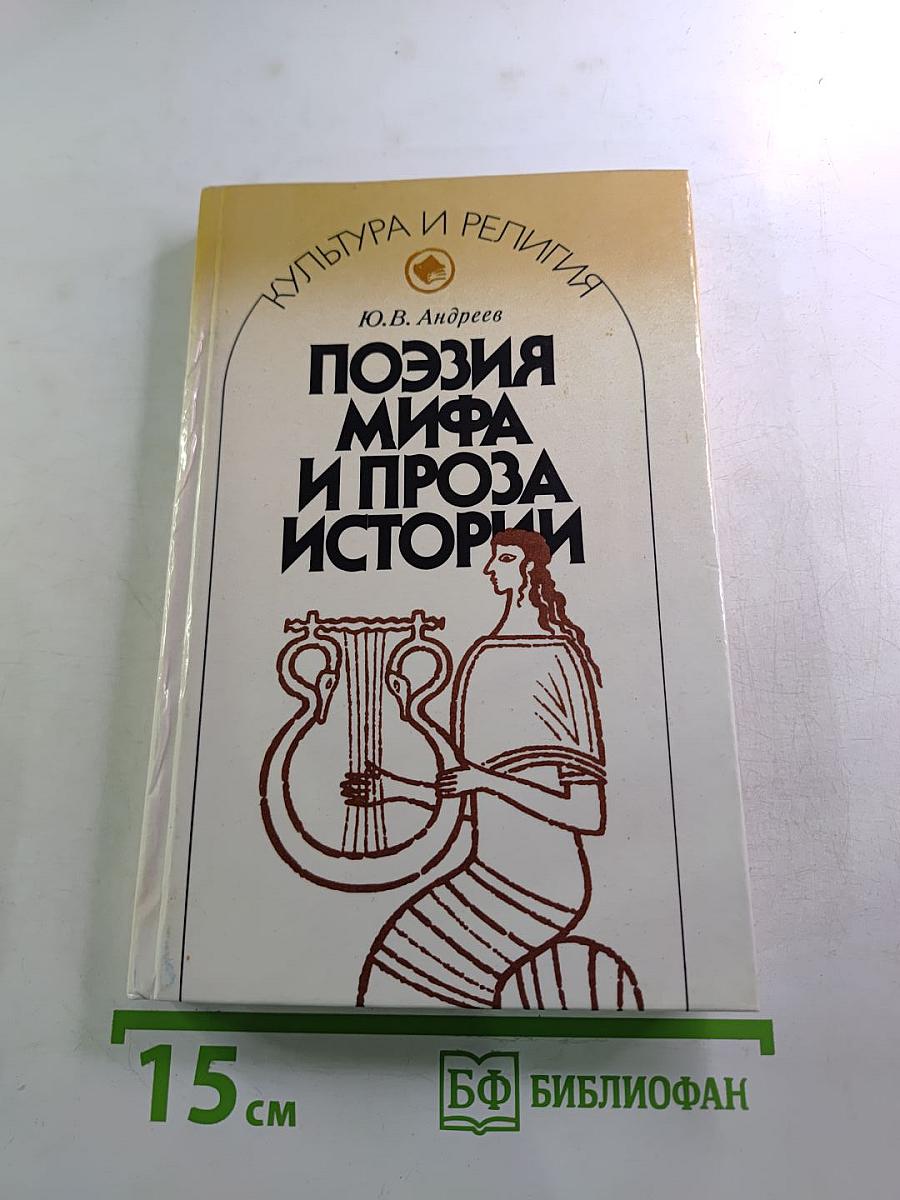 КУЛЬТУРА И РЕЛИГИЯ
Ю.В. Андреев
ПОЭЗИЯ
МИФА
И ПРОЗА
ИСТОРИИ
15 см
БФ БИБЛИОФАН